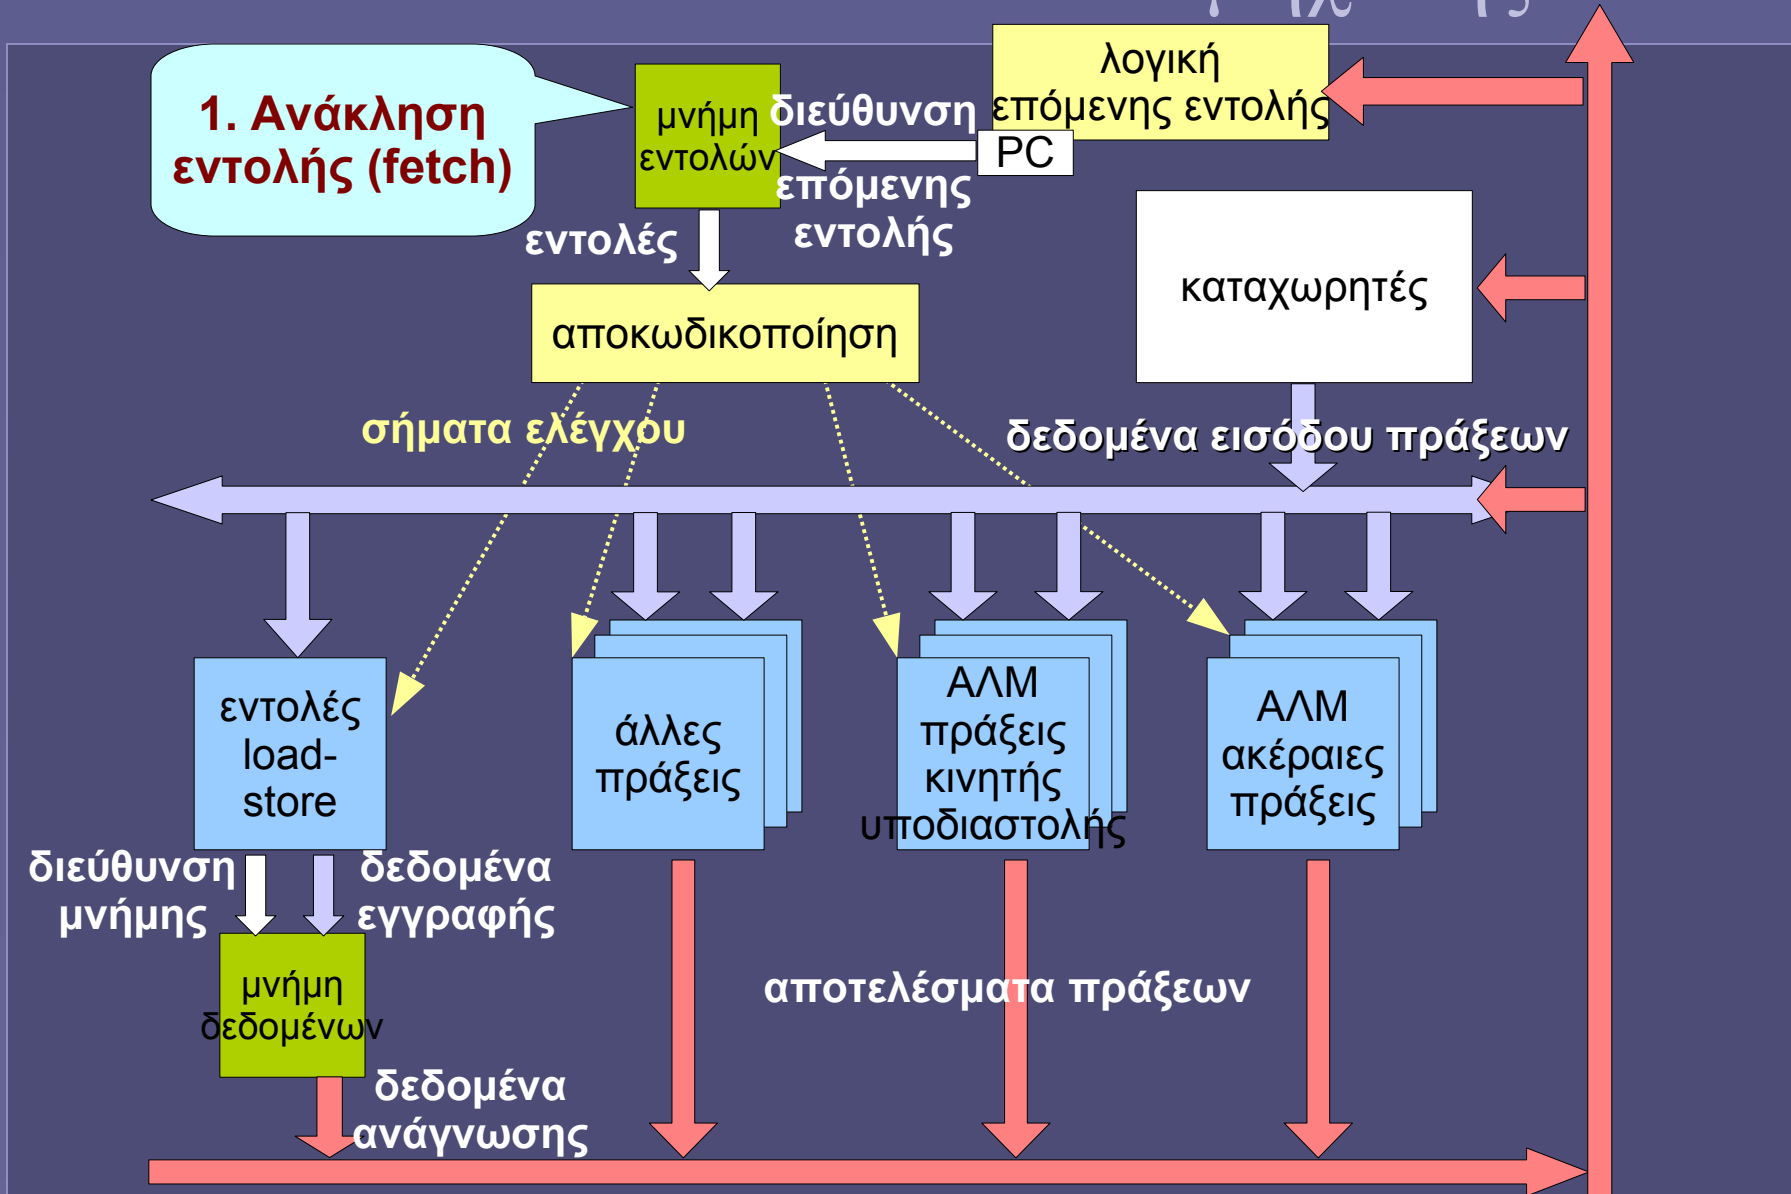 1. Ανάκληση
εντολής (fetch)
μνήμη
εντολών
διεύθυνση
επόμενης
εντολής
λογική
επόμενης εντολής
PC
εντολές
αποκωδικοποίηση
καταχωρητές
σήματα ελέγχου
δεδομένα εισόδου πράξεων
εντολές
load-
store
άλλες
πράξεις
ΑΛΜ
πράξεις
κινητής
υποδιαστολής
ΑΛΜ
ακέραιες
πράξεις
διεύθυνση
μνήμης
δεδομένα
εγγραφής
μνήμη
δεδομένων
αποτελέσματα πράξεων
δεδομένα
ανάγνωσης